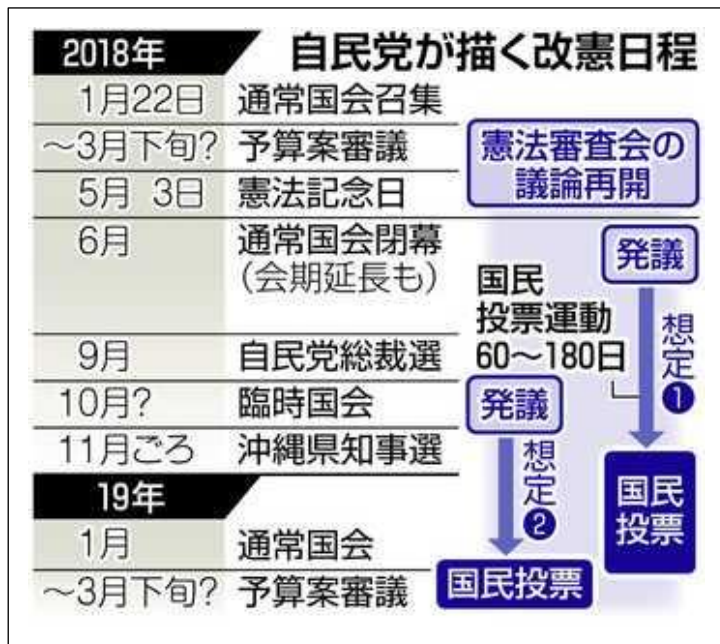 2018年
自民党が描く改憲日程
1月22日 通常国会召集
～3月下旬? 予算案審議
5月 3日 憲法記念日
憲法審査会の
議論再開
6月 通常国会閉幕
(会期延長も)
発議
国民
投票運動
60～180日
想定❶
国民
投票
9月 自民党総裁選
10月? 臨時国会
11月ごろ 沖縄県知事選
発議
想定❷
国民投票
19年
1月 通常国会
～3月下旬? 予算案審議